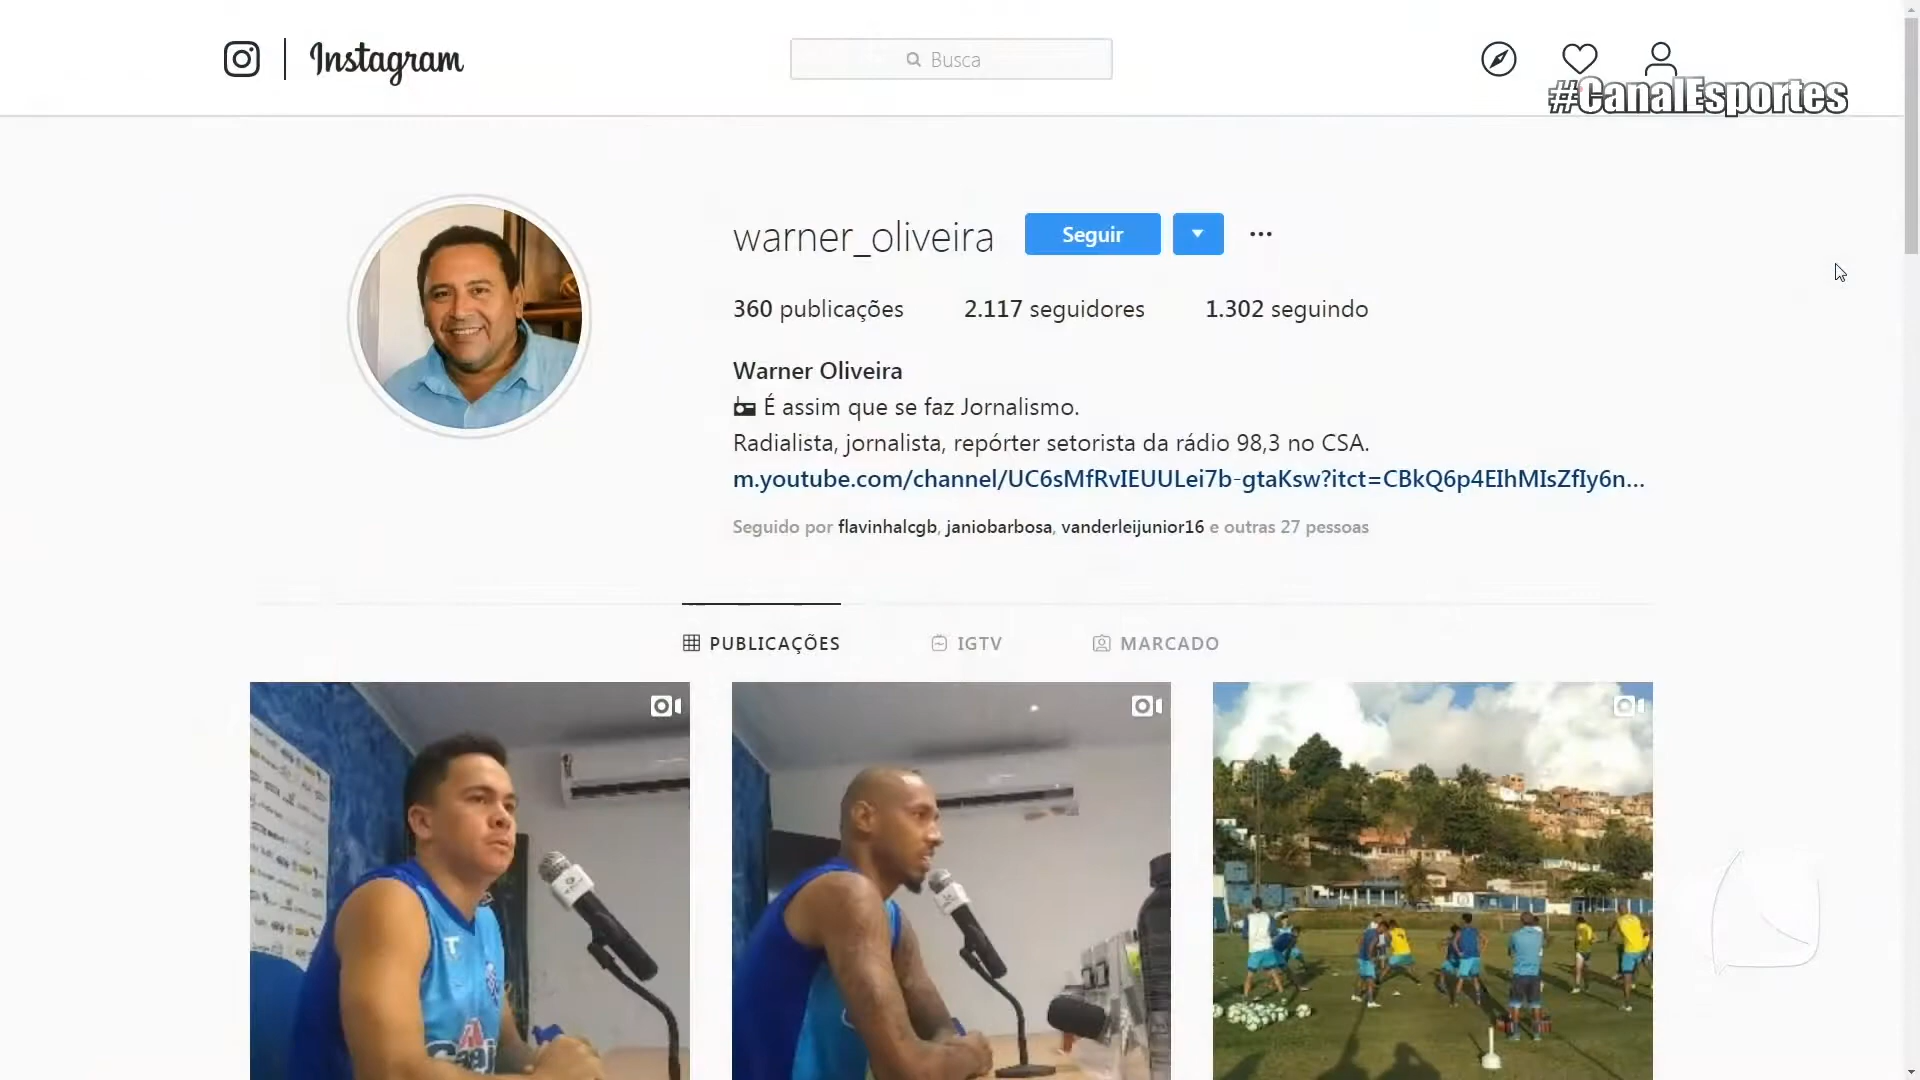 Instagram
Busca
#CanalEsportes
warner_oliveira
Seguir
360 publicações 2.117 seguidores 1.302 seguindo
Warner Oliveira
📻 É assim que se faz Jornalismo.
Radialista, jornalista, repórter setorista da rádio 98,3 no CSA.
m.youtube.com/channel/UC6sMfRvIEUULei7b-gtaKsw?itct=CBkQ6p4EIhMIsZfIy6n...
Seguido por flavinhalcgb, janiobarbosa, vanderleijunior16 e outras 27 pessoas
PUBLICAÇÕES IGTV MARCADO